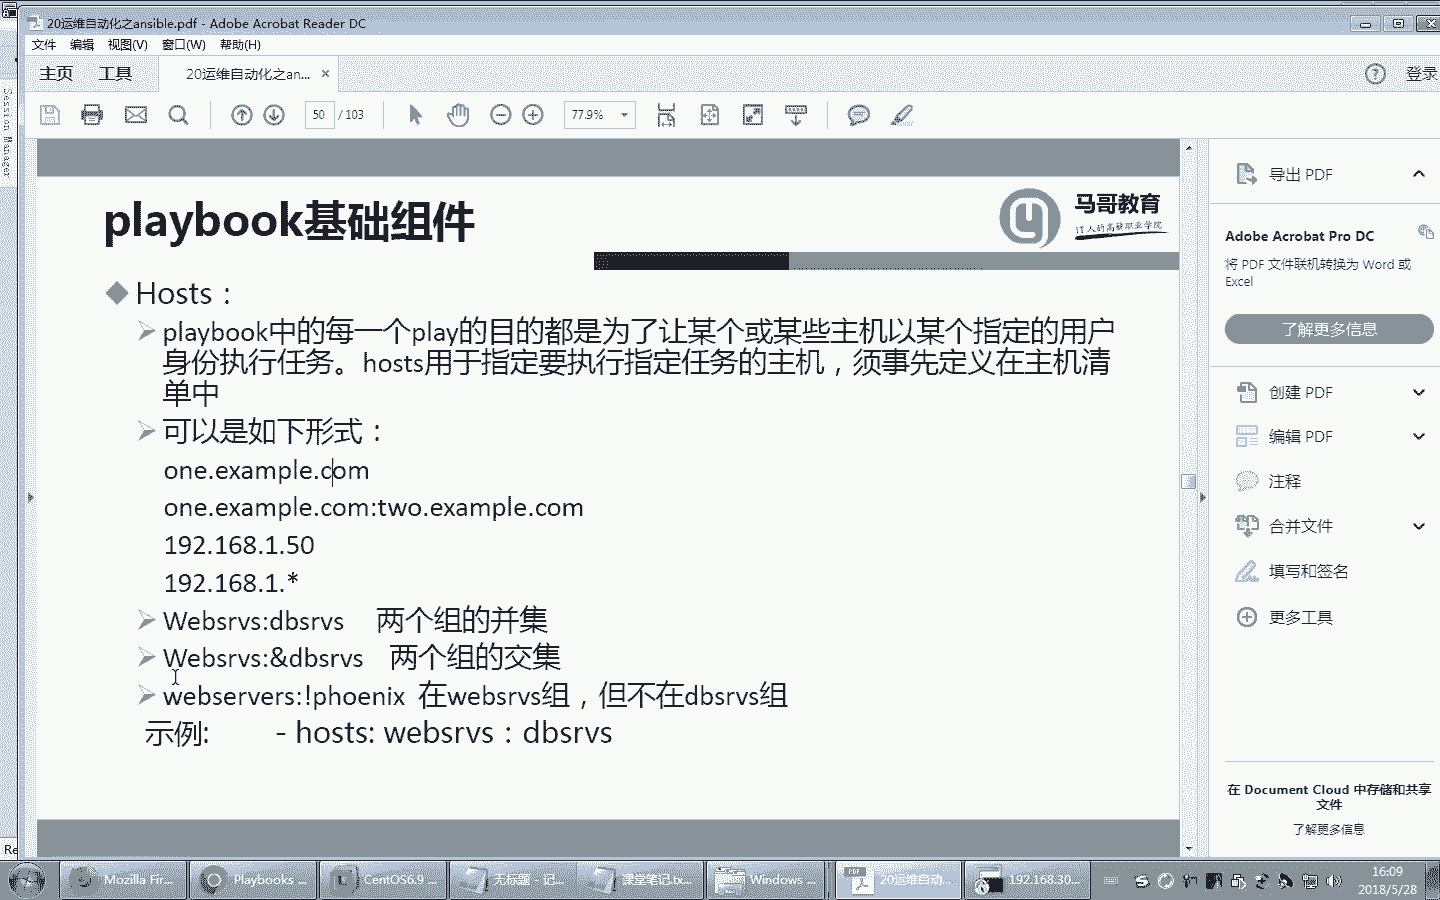 20运维自动化之ansible.pdf - Adobe Acrobat Reader DC
文件 编辑 视图(V) 窗口(W) 帮助(H)
主页 工具 20运维自动化之an... × ? 登录
50 / 103 77.9%
playbook基础组件
马哥教育
IT人的高薪职业学院
Hosts：
playbook中的每一个play的目的都是为了让某个或某些主机以某个指定的用户
身份执行任务。hosts用于指定要执行指定任务的主机，须事先定义在主机清
单中
可以是如下形式：
one.example.com
one.example.com:two.example.com
192.168.1.50
192.168.1.*
Websrvs:dbsrvs 两个组的并集
Websrvs:&dbsrvs 两个组的交集
webservers:!phoenix 在websrvs组，但不在dbsrvs组
示例: - hosts: websrvs：dbsrvs
导出 PDF
Adobe Acrobat Pro DC
将 PDF 文件联机转换为 Word 或
Excel
了解更多信息
创建 PDF
编辑 PDF
注释
合并文件
填写和签名
更多工具
在 Document Cloud 中存储和共享
文件
了解更多信息
Session Manager
Re
Mozilla Fir... Playbooks ... CentOS6.9 ... 无标题 - 记... 课堂笔记.tx... Windows ... 20运维自动... 192.168.30...
16:09
2018/5/28